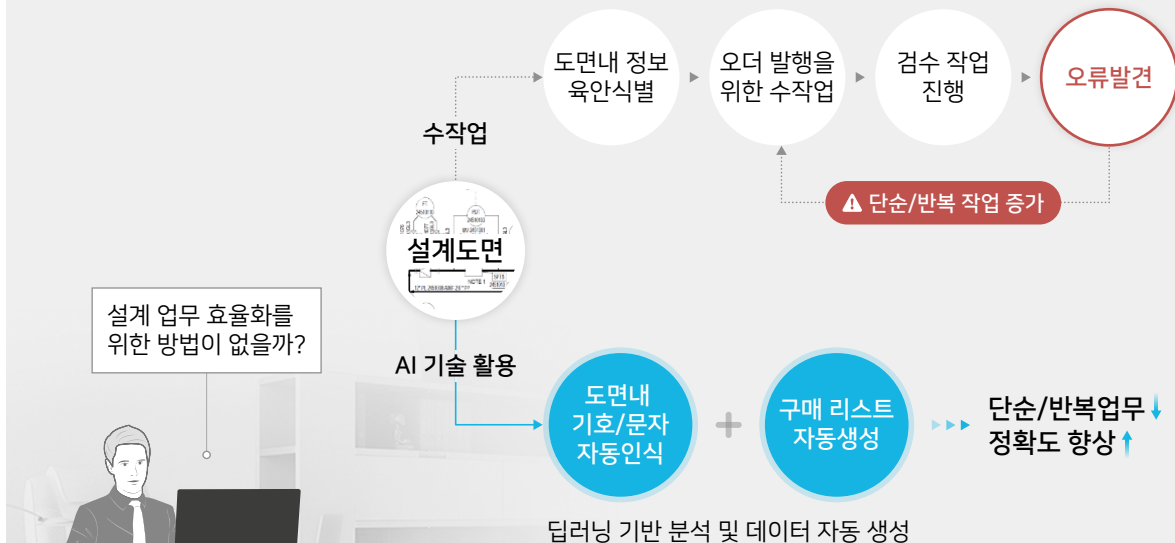 도면내 정보
육안식별
오더 발행을
위한 수작업
검수 작업
진행
오류발견
수작업
단순/반복 작업 증가
설계도면
설계 업무 효율화를
위한 방법이 없을까?
AI 기술 활용
도면내
기호/문자
자동인식
구매 리스트
자동생성
단순/반복업무
정확도 향상
딥러닝 기반 분석 및 데이터 자동 생성